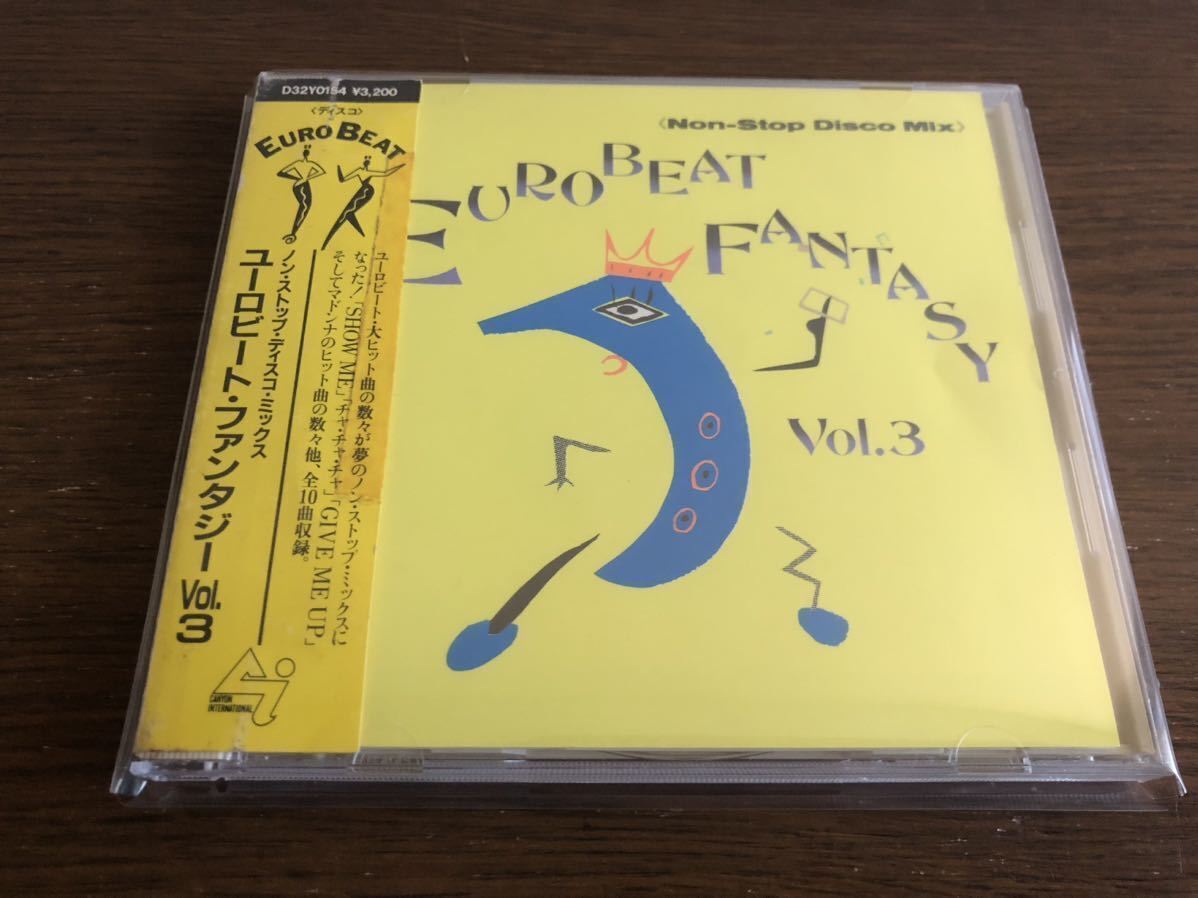 D32Y0154 ¥3,200
〈ディスコ〉
EURO BEAT
ユーロビート・大ヒット曲の数々が夢のノン・ストップ・ミックスに
なった!「SHOW ME」「チャ・チャ・チャ」「GIVE ME UP」
そしてマドンナのヒット曲の数々他、全10曲収録。
ノン・ストップ・ディスコ・ミックス
ユーロビート・ファンタジー Vol.3
CANYON
INTERNATIONAL
〈Non-Stop Disco Mix〉
EUROBEAT
FANTASY
Vol.3